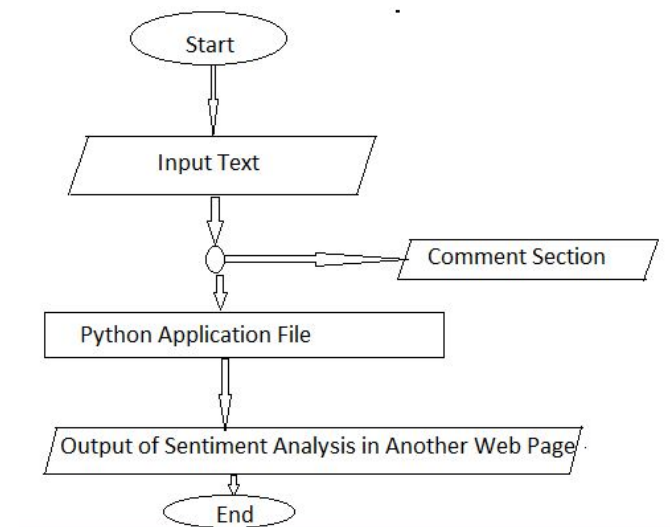 Start
Input Text
Comment Section
Python Application File
Output of Sentiment Analysis in Another Web Page
End